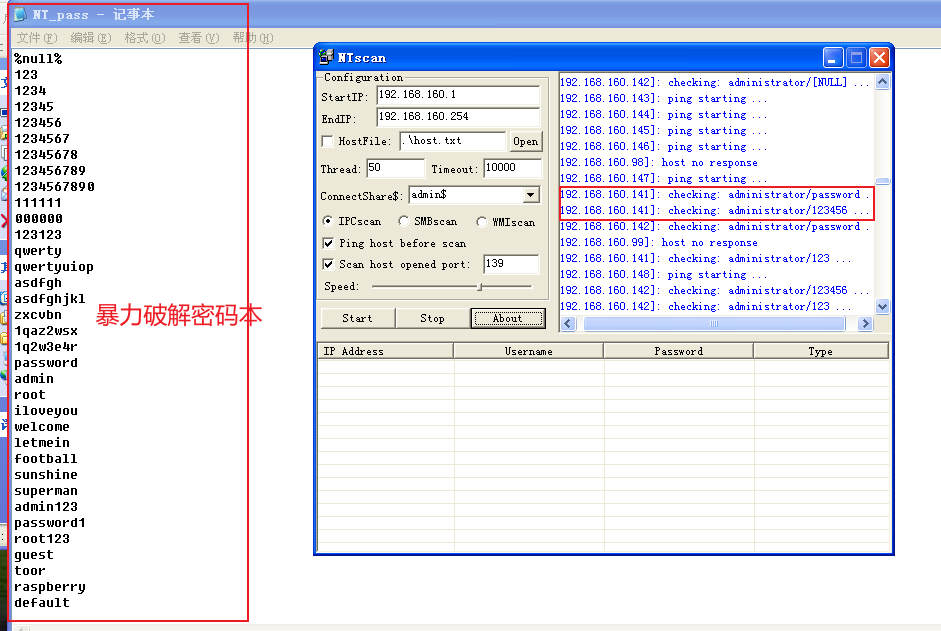 NT_pass - 记事本
文件(F) 编辑(E) 格式(O) 查看(V) 帮助(H)
%null%
123
1234
12345
123456
1234567
12345678
123456789
1234567890
111111
000000
123123
qwerty
qwertyuiop
asdfgh
asdfghjkl
zxcvbn
1qaz2wsx
1q2w3e4r
password
admin
root
iloveyou
welcome
letmein
football
sunshine
superman
admin123
password1
root123
guest
toor
raspberry
default
暴力破解密码本
NTscan
Configuration
StartIP: 192.168.160.1
EndIP: 192.168.160.254
HostFile: .\host.txt Open
Thread: 50 Timeout: 10000
ConnectShare$: admin$
IPCscan SMBscan WMIscan
Ping host before scan
Scan host opened port: 139
Speed:
Start Stop About
192.168.160.142]: checking: administrator/[NULL] ...
192.168.160.143]: ping starting ...
192.168.160.144]: ping starting ...
192.168.160.145]: ping starting ...
192.168.160.146]: ping starting ...
192.168.160.98]: host no response
192.168.160.147]: ping starting ...
192.168.160.141]: checking: administrator/password .
192.168.160.141]: checking: administrator/123456 ...
192.168.160.142]: checking: administrator/password .
192.168.160.99]: host no response
192.168.160.141]: checking: administrator/123 ...
192.168.160.148]: ping starting ...
192.168.160.142]: checking: administrator/123456 ...
192.168.160.142]: checking: administrator/123 ...
IP Address Username Password Type